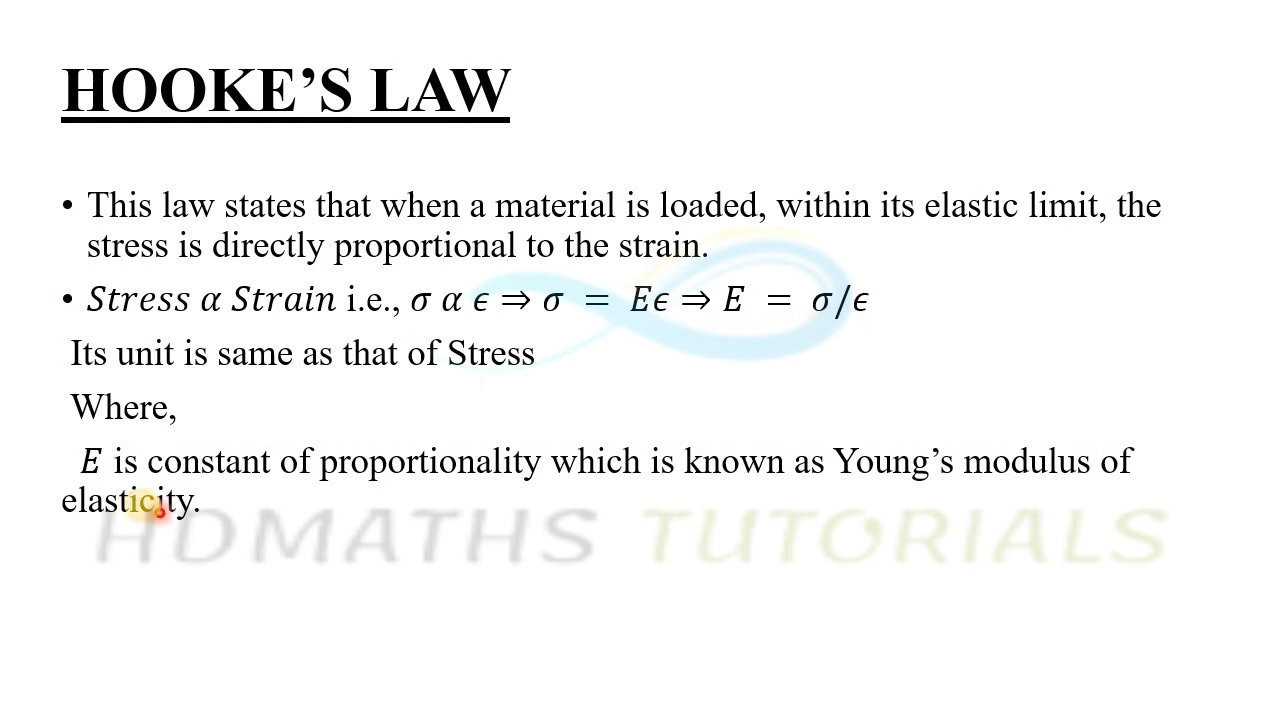 HOOKE’S LAW
• This law states that when a material is loaded, within its elastic limit, the
stress is directly proportional to the strain.
• 𝑆𝑡𝑟𝑒𝑠𝑠 𝛼 𝑆𝑡𝑟𝑎𝑖𝑛 i.e., 𝜎 𝛼 𝜖 ⇒ 𝜎 = 𝐸𝜖 ⇒ 𝐸 = 𝜎/𝜖
Its unit is same as that of Stress
Where,
𝐸 is constant of proportionality which is known as Young’s modulus of
elasticity.
HDMATHS TUTORIALS